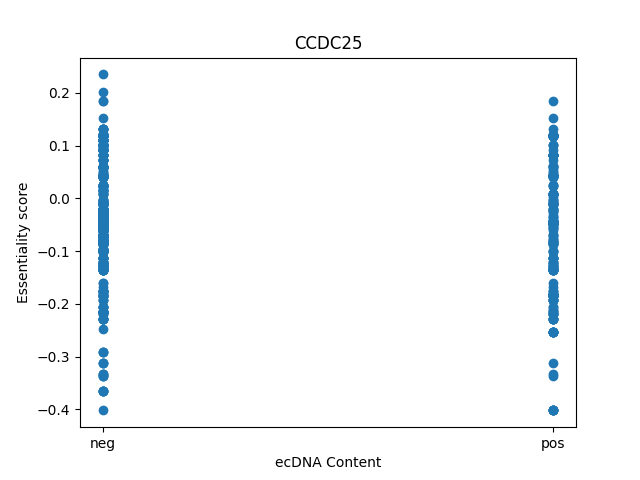 CCDC25
Essentiality score
0.2
0.1
0.0
−0.1
−0.2
−0.3
−0.4
neg
pos
ecDNA Content